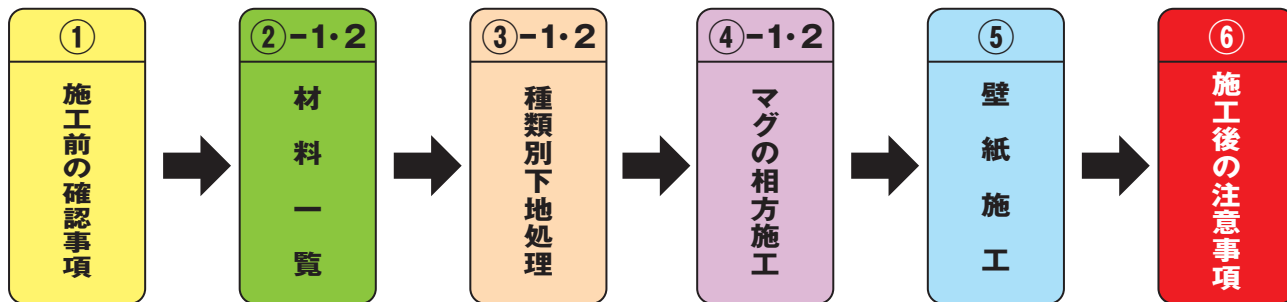 ①
施工前の確認事項
②-1・2
材料一覧
③-1・2
種類別下地処理
④-1・2
マグの相方施工
⑤
壁紙施工
⑥
施工後の注意事項